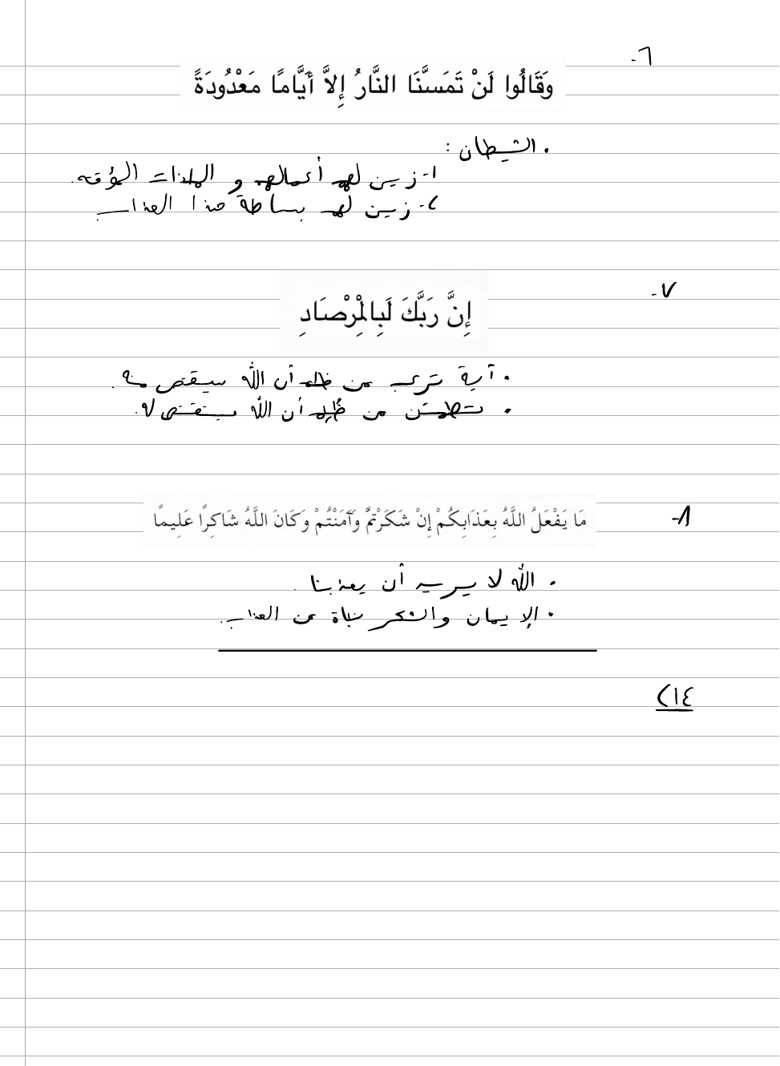 ٦-
وَقَالُوا لَنْ تَمَسَّنَا النَّارُ إِلاَّ أَيَّامًا مَعْدُودَةً
• الشيطان :
١- زين لهم أعمالهم و الملذات المؤقته.
٢- زين لهم بساطة هذا العذاب
٧-
إِنَّ رَبَّكَ لَبِالْمِرْصَادِ
• آية ترعب من ظلم أن الله سيقتص منه.
• تطمئن من ظُلِم أن الله سيقتص له.
٨-
مَا يَفْعَلُ اللَّهُ بِعَذَابِكُمْ إِنْ شَكَرْتُمْ وَآمَنْتُمْ وَكَانَ اللَّهُ شَاكِرًا عَلِيمًا
• الله لا يريد أن يعذبنا.
• الإيمان والشكر نجاة من العذاب.
١٤)